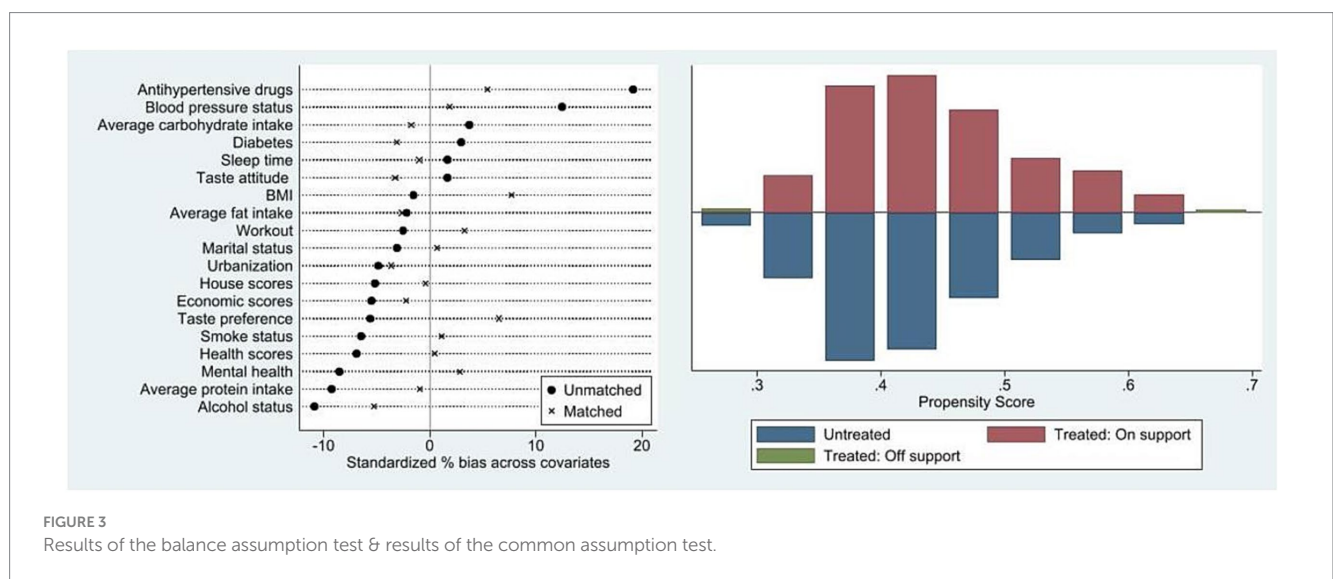 Antihypertensive drugs
Blood pressure status
Average carbohydrate intake
Diabetes
Sleep time
Taste attitude
BMI
Average fat intake
Workout
Marital status
Urbanization
House scores
Economic scores
Taste preference
Smoke status
Health scores
Mental health
Average protein intake
Alcohol status
Unmatched
Matched
-10 0 10 20
Standardized % bias across covariates
.3 .4 .5 .6 .7
Propensity Score
Untreated Treated: On support
Treated: Off support
FIGURE 3
Results of the balance assumption test & results of the common assumption test.